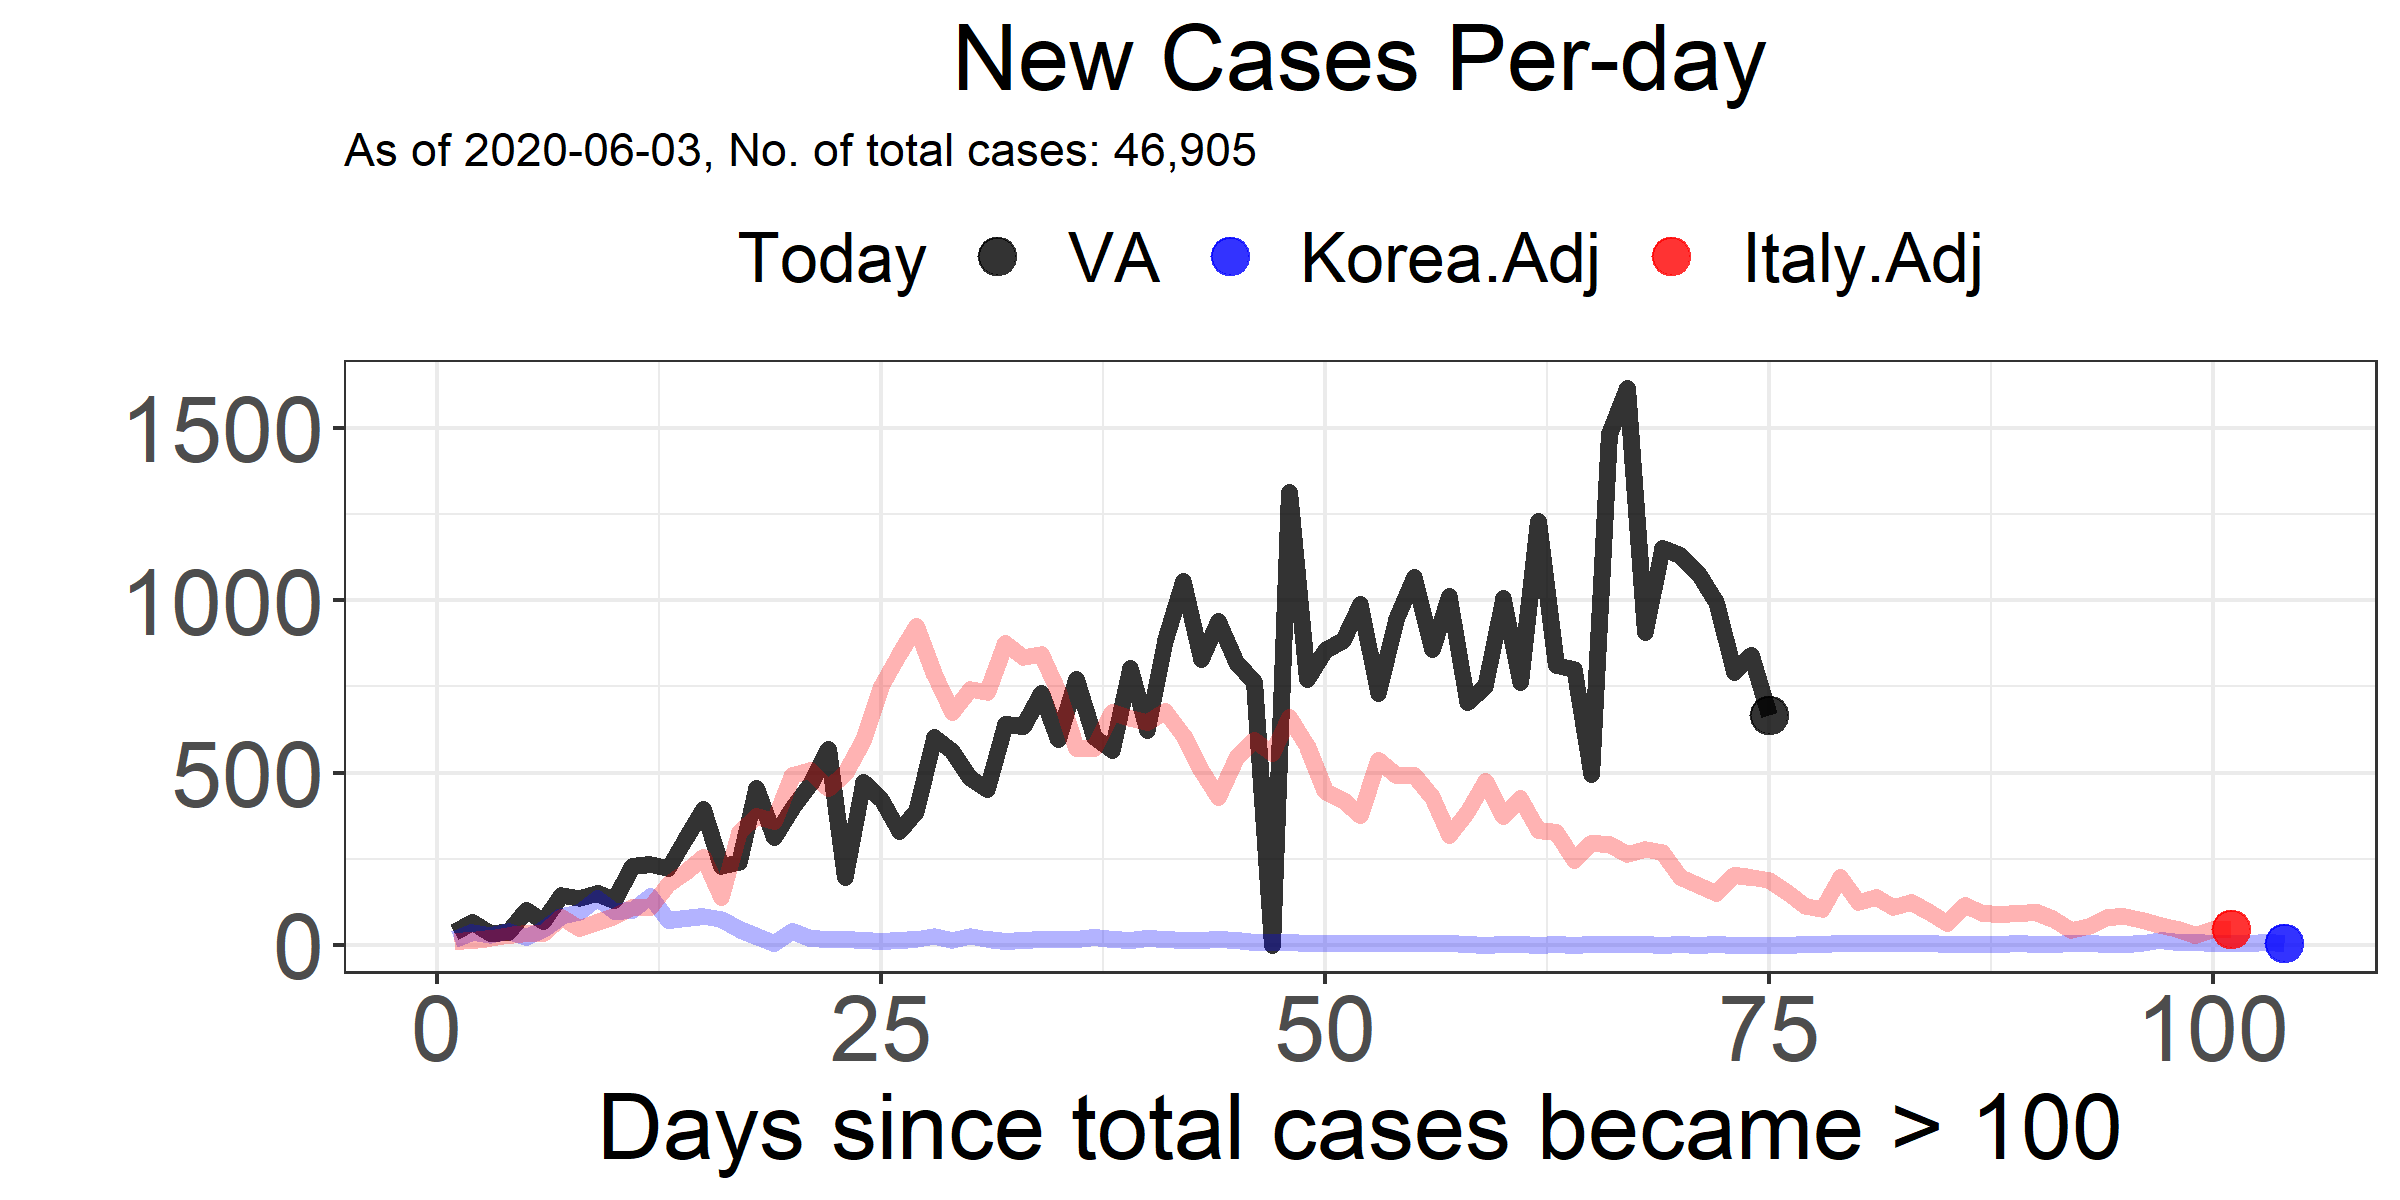 New Cases Per-day
As of 2020-06-03, No. of total cases: 46,905
Today VA Korea.Adj Italy.Adj
1500
1000
500
0
0 25 50 75 100
Days since total cases became > 100